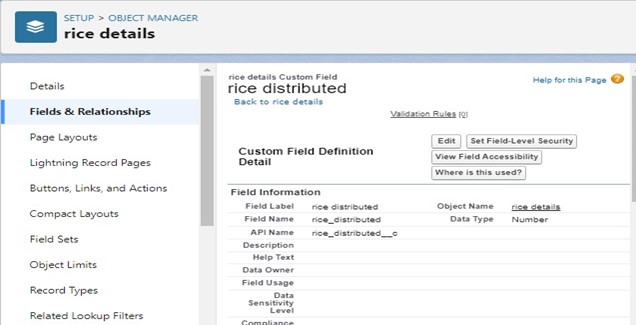 SETUP > OBJECT MANAGER
rice details
Details
Fields & Relationships
Page Layouts
Lightning Record Pages
Buttons, Links, and Actions
Compact Layouts
Field Sets
Object Limits
Record Types
Related Lookup Filters
rice details Custom Field
rice distributed
Back to rice details
Help for this Page ?
Validation Rules [0]
Custom Field Definition
Detail
Edit Set Field-Level Security
View Field Accessibility
Where is this used?
Field Information
Field Label rice distributed Object Name rice details
Field Name rice_distributed Data Type Number
API Name rice_distributed__c
Description
Help Text
Data Owner
Field Usage
Data
Sensitivity
Level
Compliance